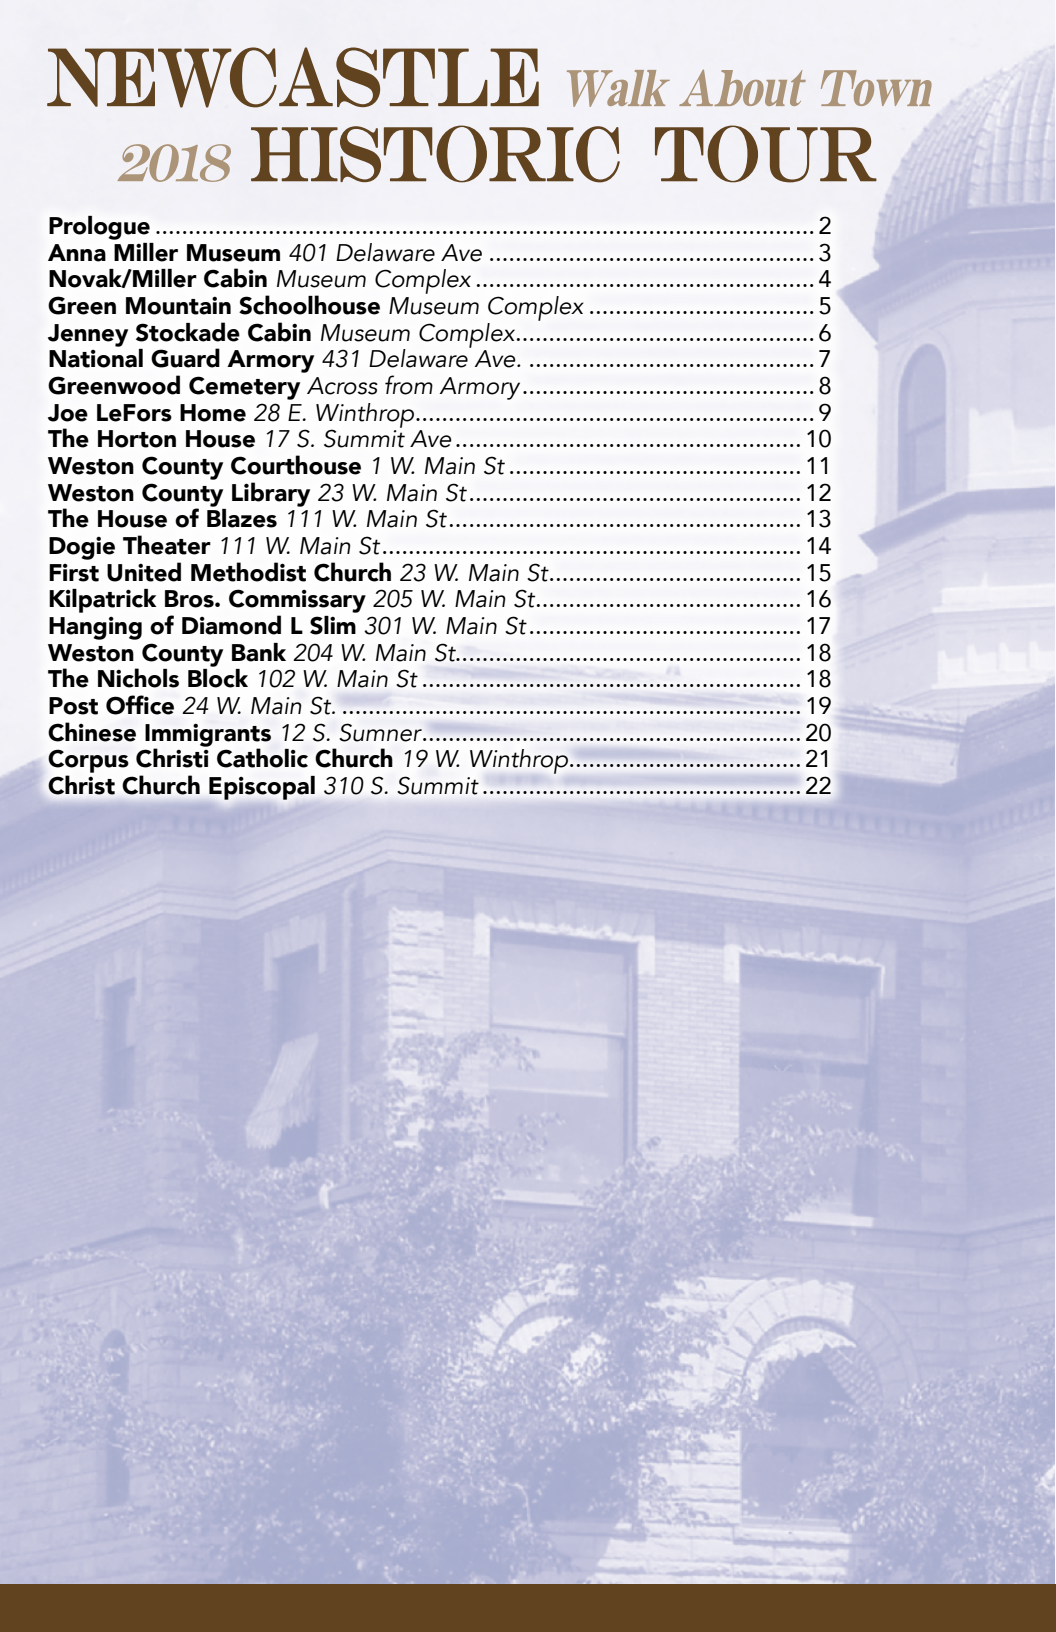 NEWCASTLE Walk About Town
2018 HISTORIC TOUR
Prologue ........ 2
Anna Miller Museum 401 Delaware Ave ........ 3
Novak/Miller Cabin Museum Complex ........ 4
Green Mountain Schoolhouse Museum Complex ........ 5
Jenney Stockade Cabin Museum Complex........ 6
National Guard Armory 431 Delaware Ave. ........ 7
Greenwood Cemetery Across from Armory ........ 8
Joe LeFors Home 28 E. Winthrop........ 9
The Horton House 17 S. Summit Ave ........ 10
Weston County Courthouse 1 W. Main St ........ 11
Weston County Library 23 W. Main St........ 12
The House of Blazes 111 W. Main St........ 13
Dogie Theater 111 W. Main St........ 14
First United Methodist Church 23 W. Main St........ 15
Kilpatrick Bros. Commissary 205 W. Main St........ 16
Hanging of Diamond L Slim 301 W. Main St ........ 17
Weston County Bank 204 W. Main St........ 18
The Nichols Block 102 W. Main St ........ 18
Post Office 24 W. Main St. ........ 19
Chinese Immigrants 12 S. Sumner........ 20
Corpus Christi Catholic Church 19 W. Winthrop........ 21
Christ Church Episcopal 310 S. Summit ........ 22